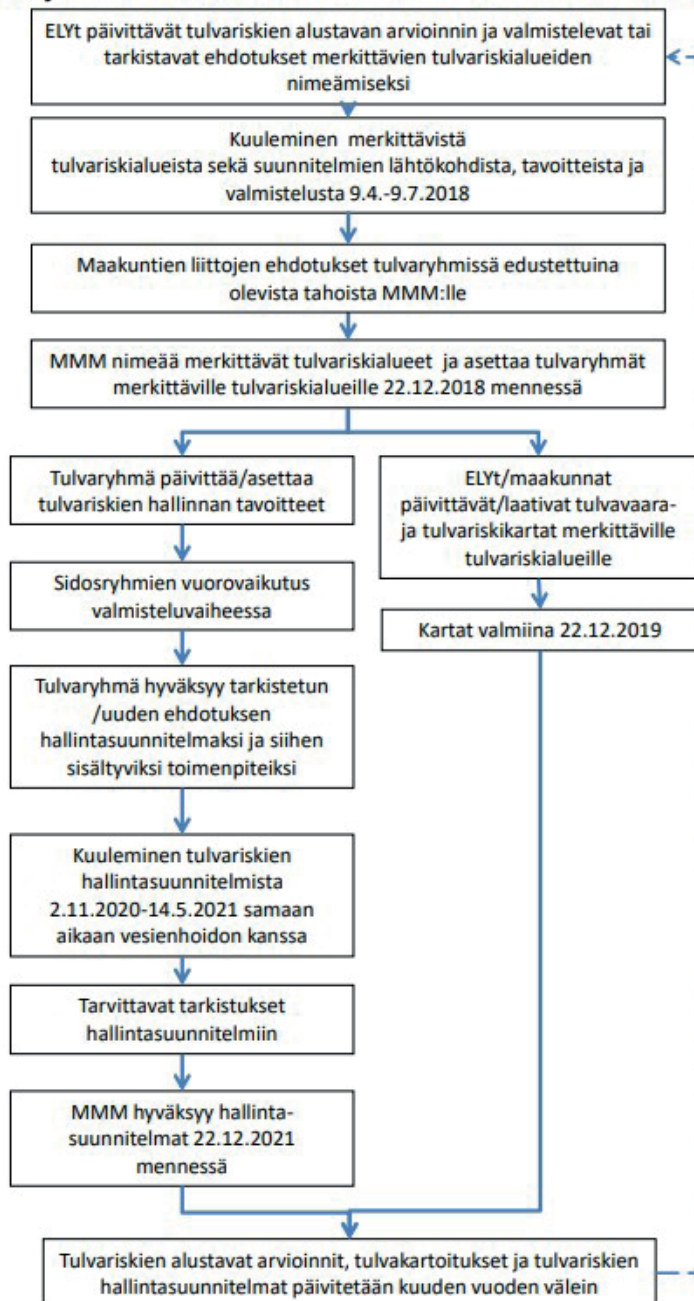 ELYt päivittävät tulvariskien alustavan arvioinnin ja valmistelevat tai
tarkistavat ehdotukset merkittävien tulvariskialueiden
nimeämiseksi
Kuuleminen merkittävistä
tulvariskialueista sekä suunnitelmien lähtökohdista, tavoitteista ja
valmistelusta 9.4.-9.7.2018
Maakuntien liittojen ehdotukset tulvaryhmissä edustettuina
olevista tahoista MMM:lle
MMM nimeää merkittävät tulvariskialueet ja asettaa tulvaryhmät
merkittäville tulvariskialueille 22.12.2018 mennessä
Tulvaryhmä päivittää/asettaa
tulvariskien hallinnan tavoitteet
Sidosryhmien vuorovaikutus
valmisteluvaiheessa
Tulvaryhmä hyväksyy tarkistetun
/uuden ehdotuksen
hallintasuunnitelmaksi ja siihen
sisältyviksi toimenpiteiksi
Kuuleminen tulvariskien
hallintasuunnitelmista
2.11.2020-14.5.2021 samaan
aikaan vesienhoidon kanssa
Tarvittavat tarkistukset
hallintasuunnitelmiin
MMM hyväksyy hallinta-
suunnitelmat 22.12.2021
mennessä
ELYt/maakunnat
päivittävät/laativat tulvavaara-
ja tulvariskikartat merkittäville
tulvariskialueille
Kartat valmiina 22.12.2019
Tulvariskien alustavat arvioinnit, tulvakartoitukset ja tulvariskien
hallintasuunnitelmat päivitetään kuuden vuoden välein